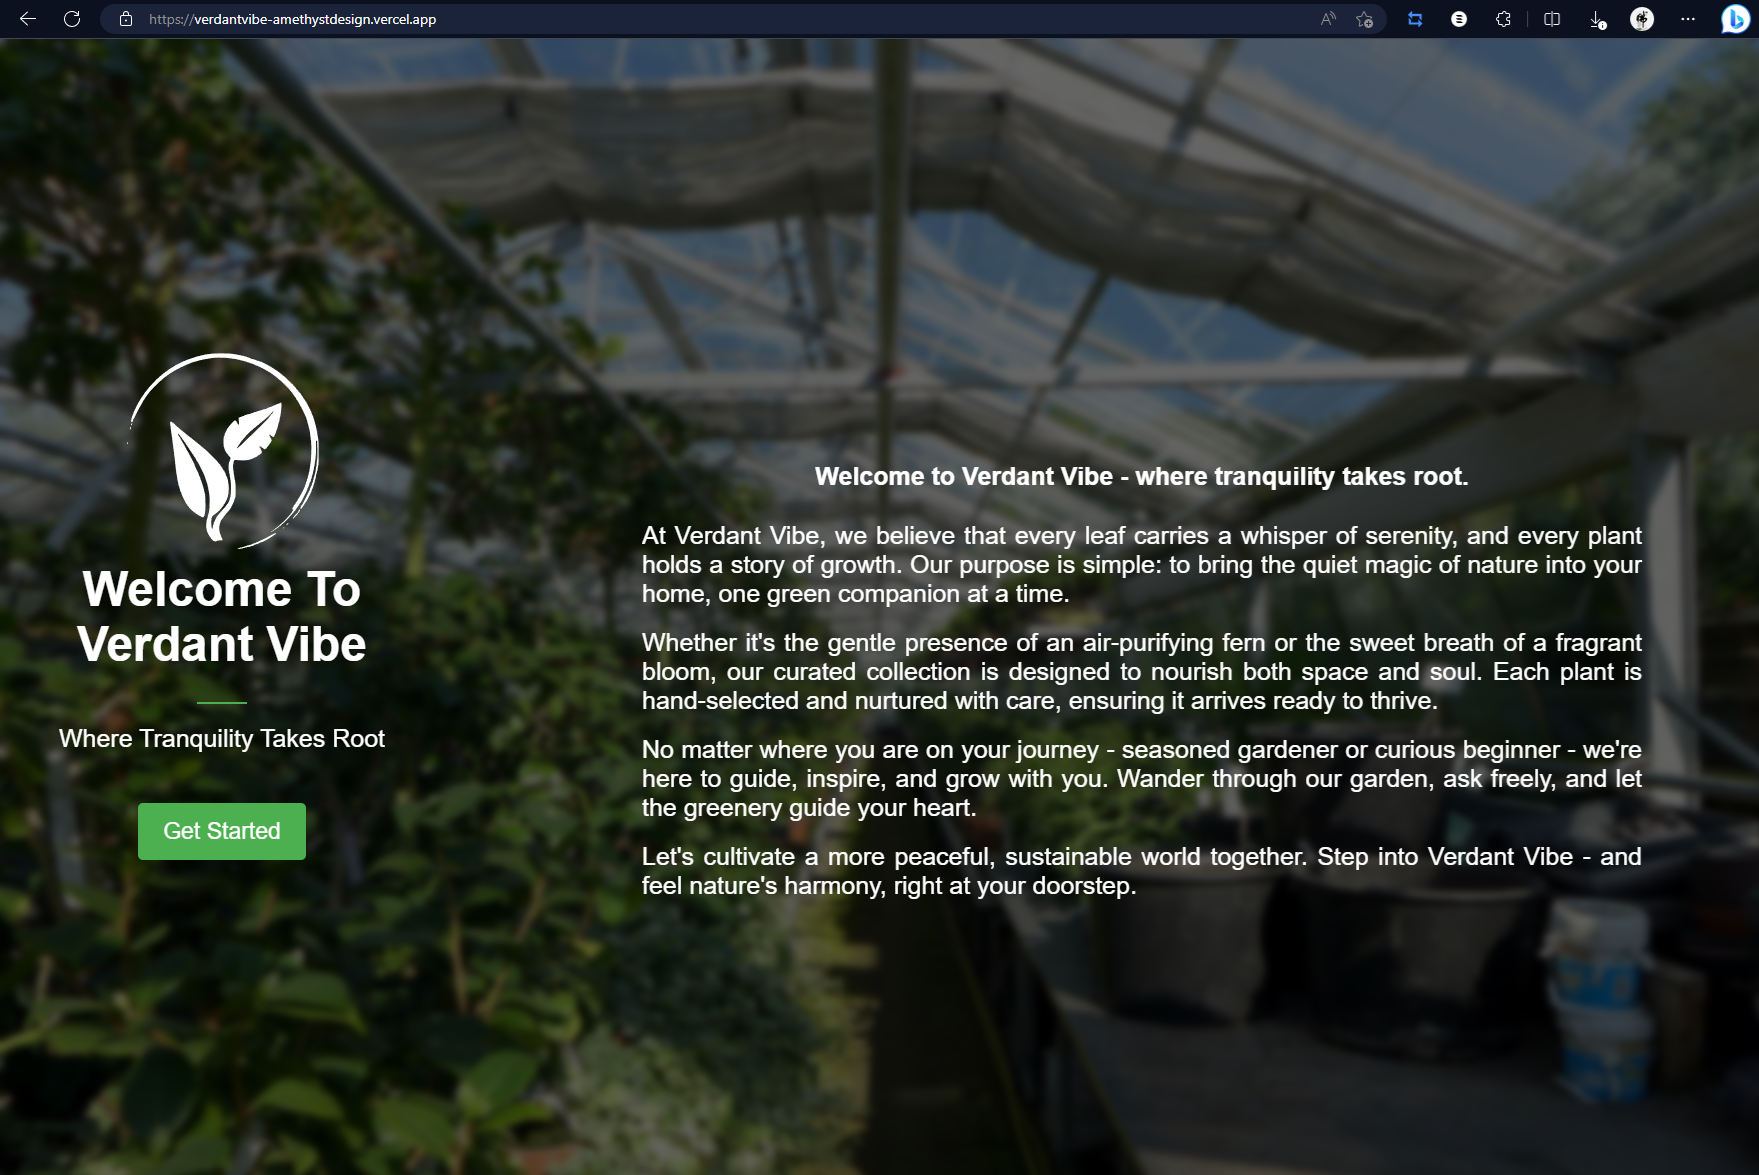 https://verdantvibe-amethystdesign.vercel.app
Welcome To
Verdant Vibe
Where Tranquility Takes Root
Get Started
Welcome to Verdant Vibe - where tranquility takes root.
At Verdant Vibe, we believe that every leaf carries a whisper of serenity, and every plant
holds a story of growth. Our purpose is simple: to bring the quiet magic of nature into your
home, one green companion at a time.
Whether it's the gentle presence of an air-purifying fern or the sweet breath of a fragrant
bloom, our curated collection is designed to nourish both space and soul. Each plant is
hand-selected and nurtured with care, ensuring it arrives ready to thrive.
No matter where you are on your journey - seasoned gardener or curious beginner - we're
here to guide, inspire, and grow with you. Wander through our garden, ask freely, and let
the greenery guide your heart.
Let's cultivate a more peaceful, sustainable world together. Step into Verdant Vibe - and
feel nature's harmony, right at your doorstep.